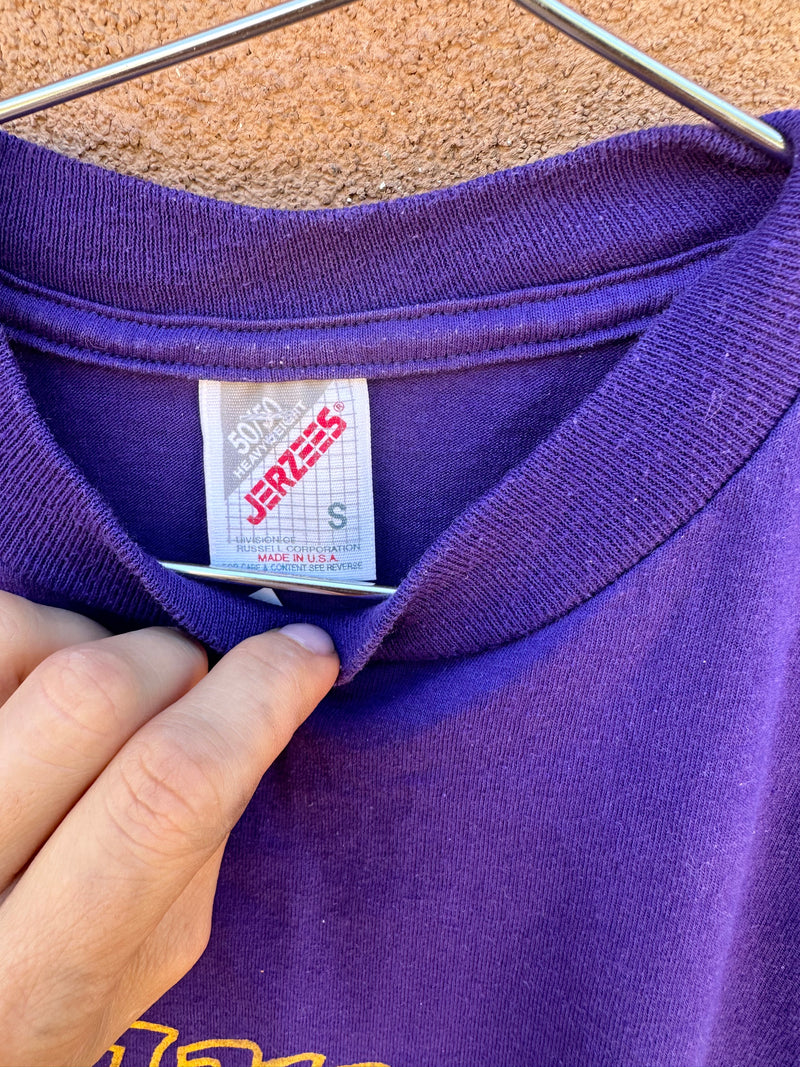 50/50
HEAVYWEIGHT
JERZEES®
S
DIVISION OF
RUSSELL CORPORATION
MADE IN U.S.A.
FOR CARE & CONTENT SEE REVERSE